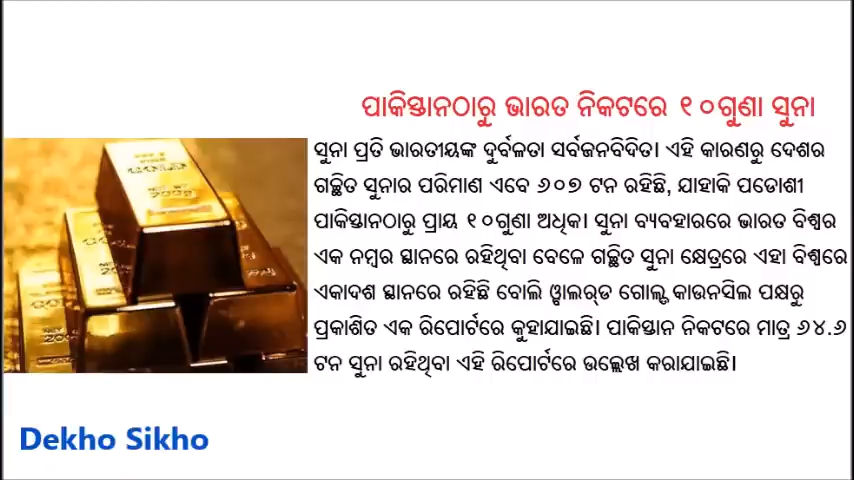 ପାକିସ୍ତାନଠାରୁ ଭାରତ ନିକଟରେ ୧୦ଗୁଣା ସୁନା
ସୁନା ପ୍ରତି ଭାରତୀୟଙ୍କ ଦୁର୍ବଳତା ସର୍ବଜନବିଦିତ। ଏହି କାରଣରୁ ଦେଶର
ଗଚ୍ଛିତ ସୁନାର ପରିମାଣ ଏବେ ୬୦୭ ଟନ ରହିଛି, ଯାହାକି ପଡୋଶୀ
ପାକିସ୍ତାନଠାରୁ ପ୍ରାୟ ୧୦ଗୁଣା ଅଧିକ। ସୁନା ବ୍ୟବହାରରେ ଭାରତ ବିଶ୍ୱର
ଏକ ନମ୍ବର ସ୍ଥାନରେ ରହିଥିବା ବେଳେ ଗଚ୍ଛିତ ସୁନା କ୍ଷେତ୍ରରେ ଏହା ବିଶ୍ୱରେ
ଏକାଦଶ ସ୍ଥାନରେ ରହିଛି ବୋଲି ୱାଲର୍‌ଡ ଗୋଲ୍ଡ କାଉନସିଲ ପକ୍ଷରୁ
ପ୍ରକାଶିତ ଏକ ରିପୋର୍ଟରେ କୁହାଯାଇଛି। ପାକିସ୍ତାନ ନିକଟରେ ମାତ୍ର ୬୪.୬
ଟନ ସୁନା ରହିଥିବା ଏହି ରିପୋର୍ଟରେ ଉଲ୍ଲେଖ କରାଯାଇଛି।
Dekho Sikho